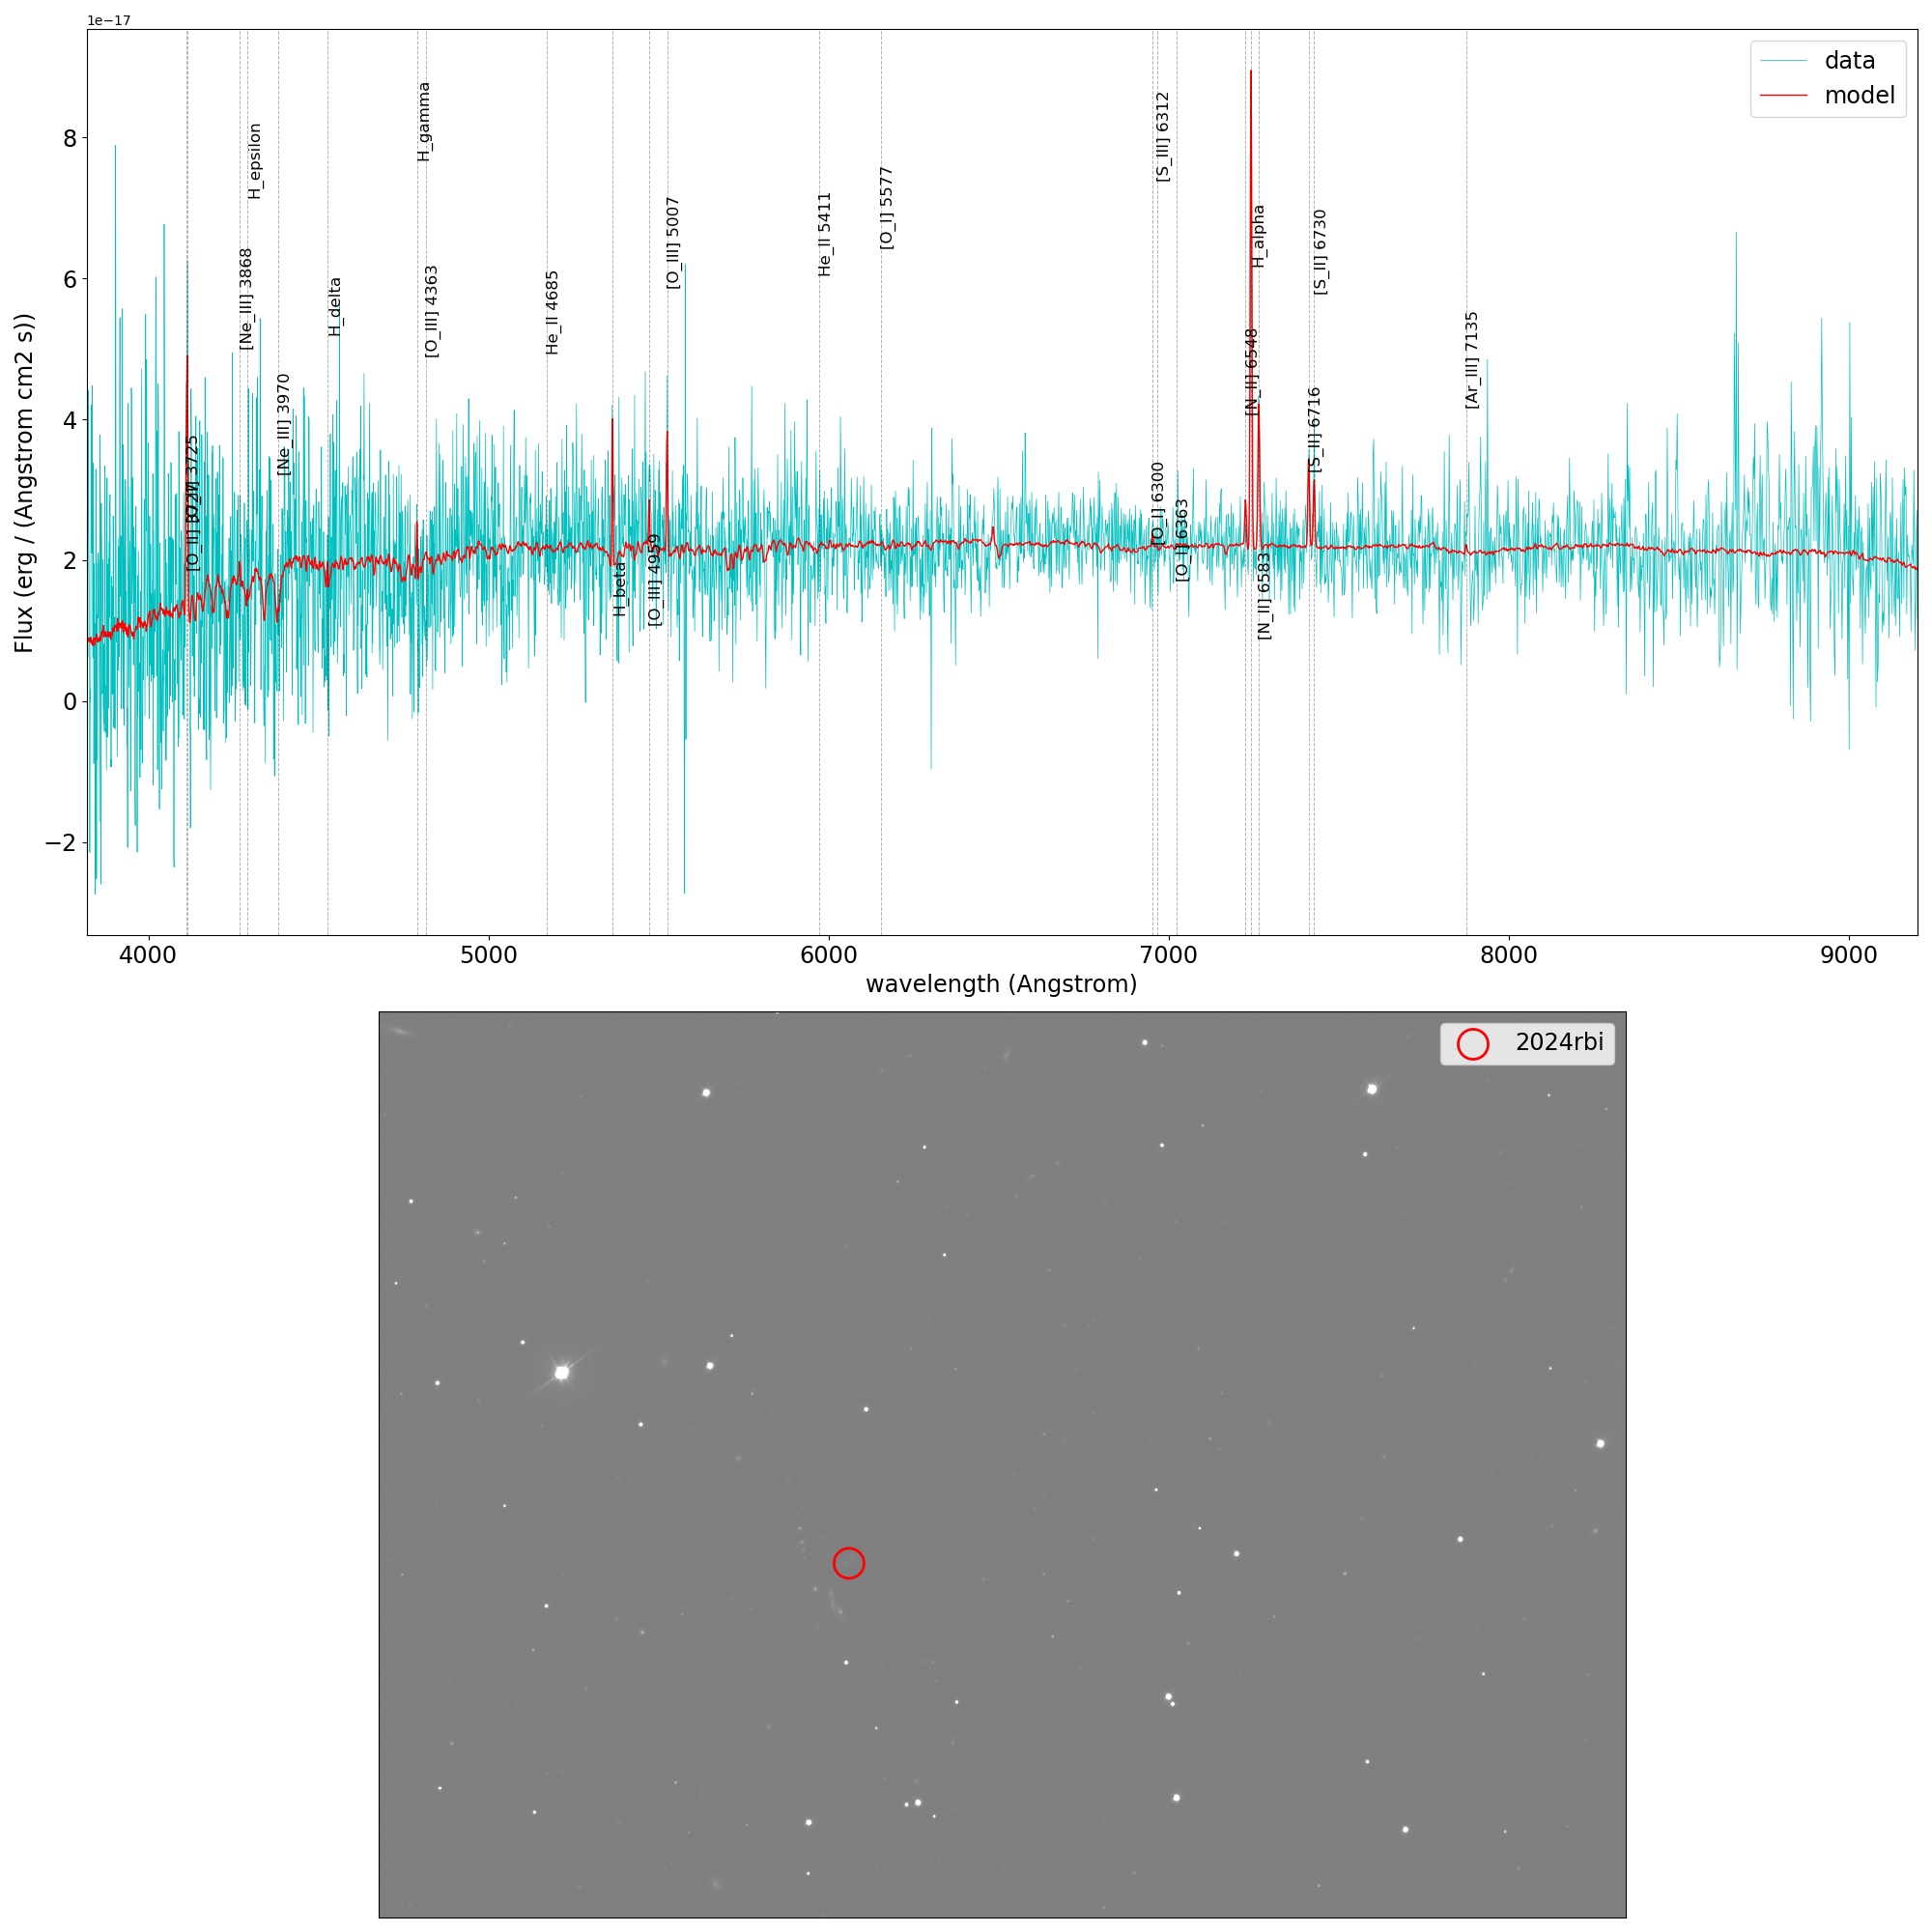 1e−17
data
model
H_gamma
[S_III] 6312
H_epsilon
[O_I] 5577
He_II 5411
[O_III] 5007
H_alpha
[S_II] 6730
[Ne_III] 3868
H_delta
[O_III] 4363
He_II 4685
[N_II] 6548
[Ar_III] 7135
[Ne_III] 3970
[S_II] 6716
3725
[O_II]
[O_I] 6300
[O_I] 6363
H_beta
[O_III] 4959
[N_II] 6583
8
6
4
2
0
−2
Flux (erg / (Angstrom cm2 s))
4000 5000 6000 7000 8000 9000
wavelength (Angstrom)
2024rbi